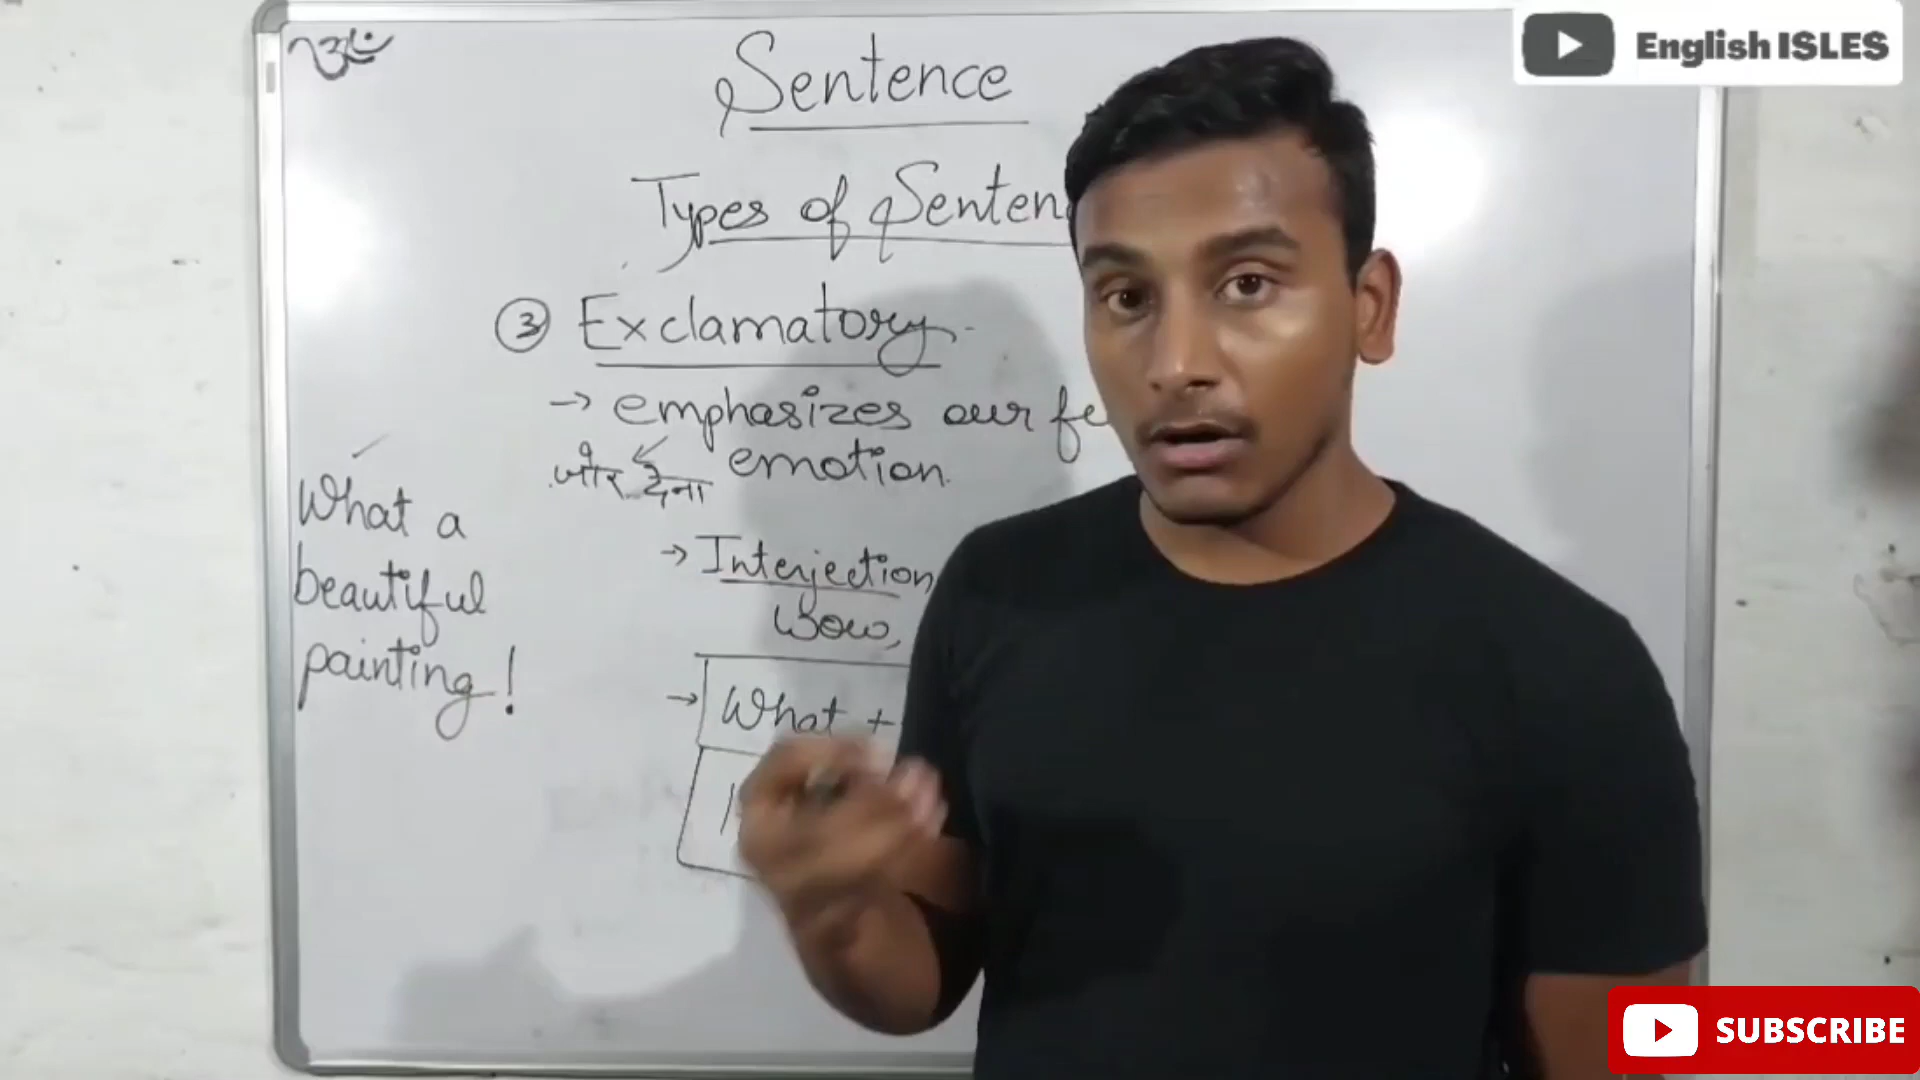 ॐ
English ISLES
Sentence
Types of Senten
③ Exclamatory
→ emphasizes our fe
जोर देना emotion
→ Interjection
Wow,
→ What +
What a
beautiful
painting!
SUBSCRIBE